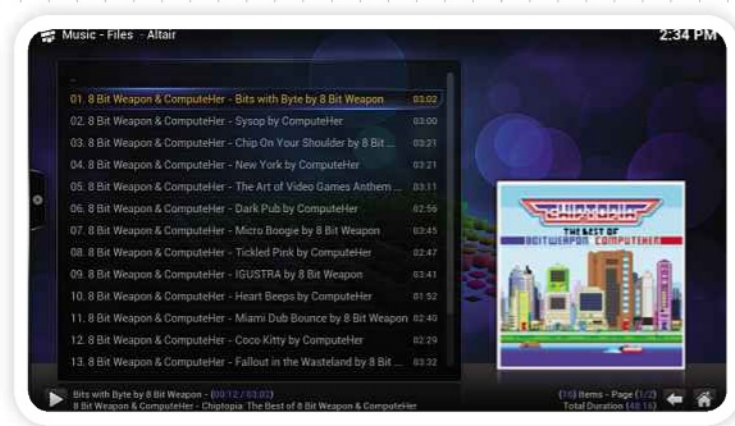 Music - Files - Altair
2:34 PM
..
01. 8 Bit Weapon & ComputeHer - Bits with Byte by 8 Bit Weapon 03:02
02. 8 Bit Weapon & ComputeHer - Sysop by ComputeHer 03:00
03. 8 Bit Weapon & ComputeHer - Chip On Your Shoulder by 8 Bit ... 03:21
04. 8 Bit Weapon & ComputeHer - New York by ComputeHer 03:21
05. 8 Bit Weapon & ComputeHer - The Art of Video Games Anthem ... 03:11
06. 8 Bit Weapon & ComputeHer - Dark Pub by ComputeHer 02:56
07. 8 Bit Weapon & ComputeHer - Micro Boogie by 8 Bit Weapon 03:45
08. 8 Bit Weapon & ComputeHer - Tickled Pink by ComputeHer 02:47
09. 8 Bit Weapon & ComputeHer - IGUSTRA by 8 Bit Weapon 03:41
10. 8 Bit Weapon & ComputeHer - Heart Beeps by ComputeHer 01:52
11. 8 Bit Weapon & ComputeHer - Miami Dub Bounce by 8 Bit Weapon 02:40
12. 8 Bit Weapon & ComputeHer - Coco Kitty by ComputeHer 02:29
13. 8 Bit Weapon & ComputeHer - Fallout in the Wasteland by 8 Bit ... 03:32
CHIPTOPIA
THE BEST OF
8BITWEAPON COMPUTEHER
Bits with Byte by 8 Bit Weapon - (00:12 / 03:02)
8 Bit Weapon & ComputeHer - Chiptopia: The Best of 8 Bit Weapon & ComputeHer
(16) Items - Page (1/2)
Total Duration (48:16)